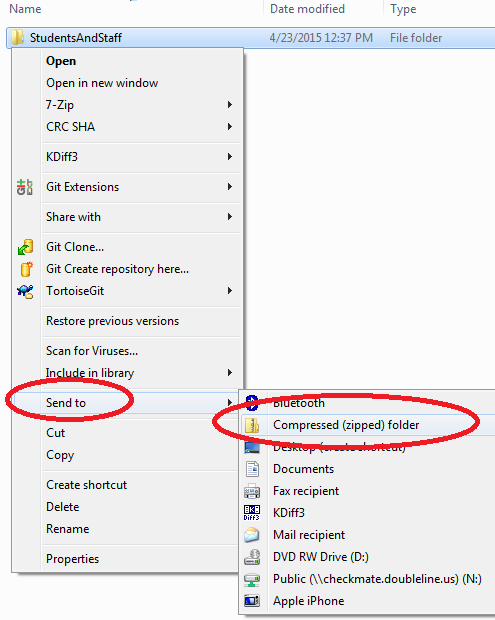 Name Date modified Type
StudentsAndStaff 4/23/2015 12:37 PM File folder
Open
Open in new window
7-Zip
CRC SHA
KDiff3
Git Extensions
Share with
Git Clone...
Git Create repository here...
TortoiseGit
Restore previous versions
Scan for Viruses...
Include in library
Send to
Cut
Copy
Create shortcut
Delete
Rename
Properties
Bluetooth
Compressed (zipped) folder
Desktop (create shortcut)
Documents
Fax recipient
KDiff3
Mail recipient
DVD RW Drive (D:)
Public (\\checkmate.doubleline.us) (N:)
Apple iPhone